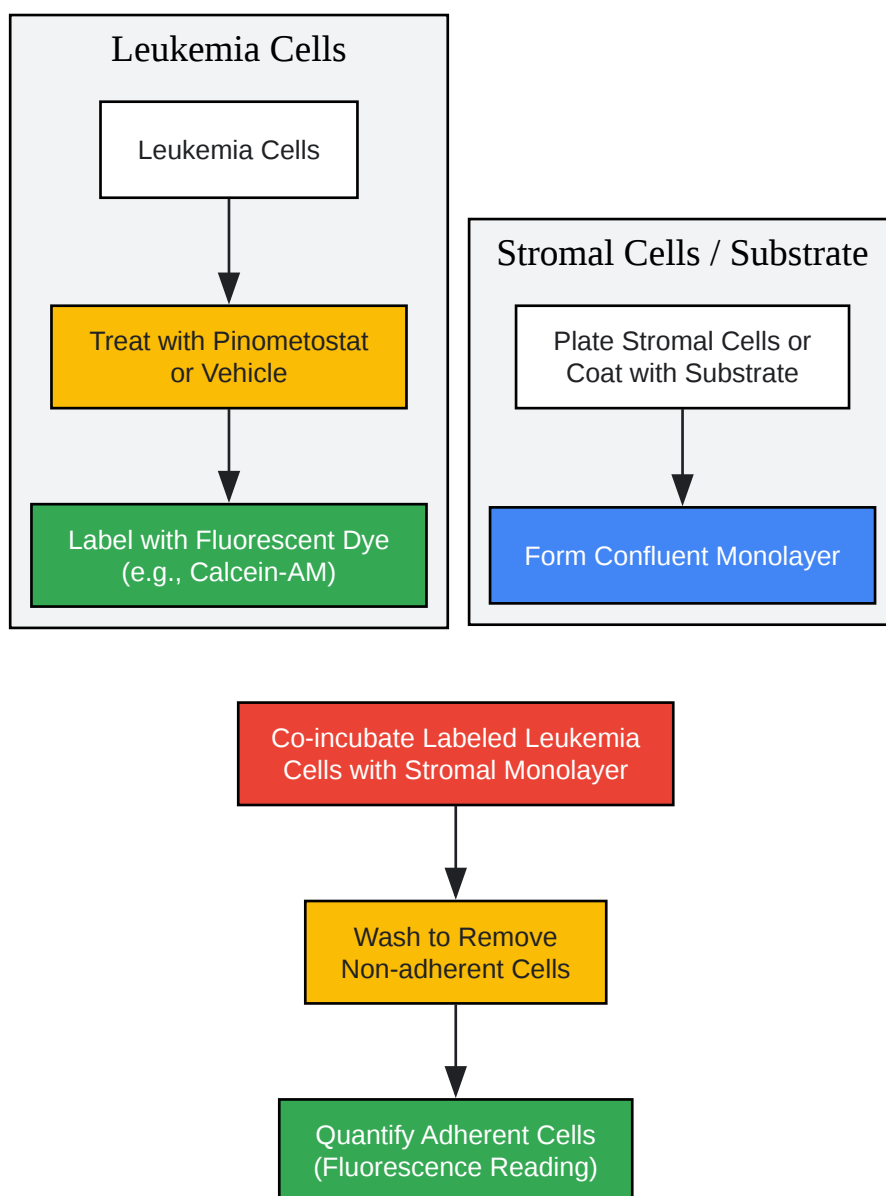 Leukemia Cells
Leukemia Cells
Treat with Pinometostat
or Vehicle
Label with Fluorescent Dye
(e.g., Calcein-AM)
Stromal Cells / Substrate
Plate Stromal Cells or
Coat with Substrate
Form Confluent Monolayer
Co-incubate Labeled Leukemia
Cells with Stromal Monolayer
Wash to Remove
Non-adherent Cells
Quantify Adherent Cells
(Fluorescence Reading)